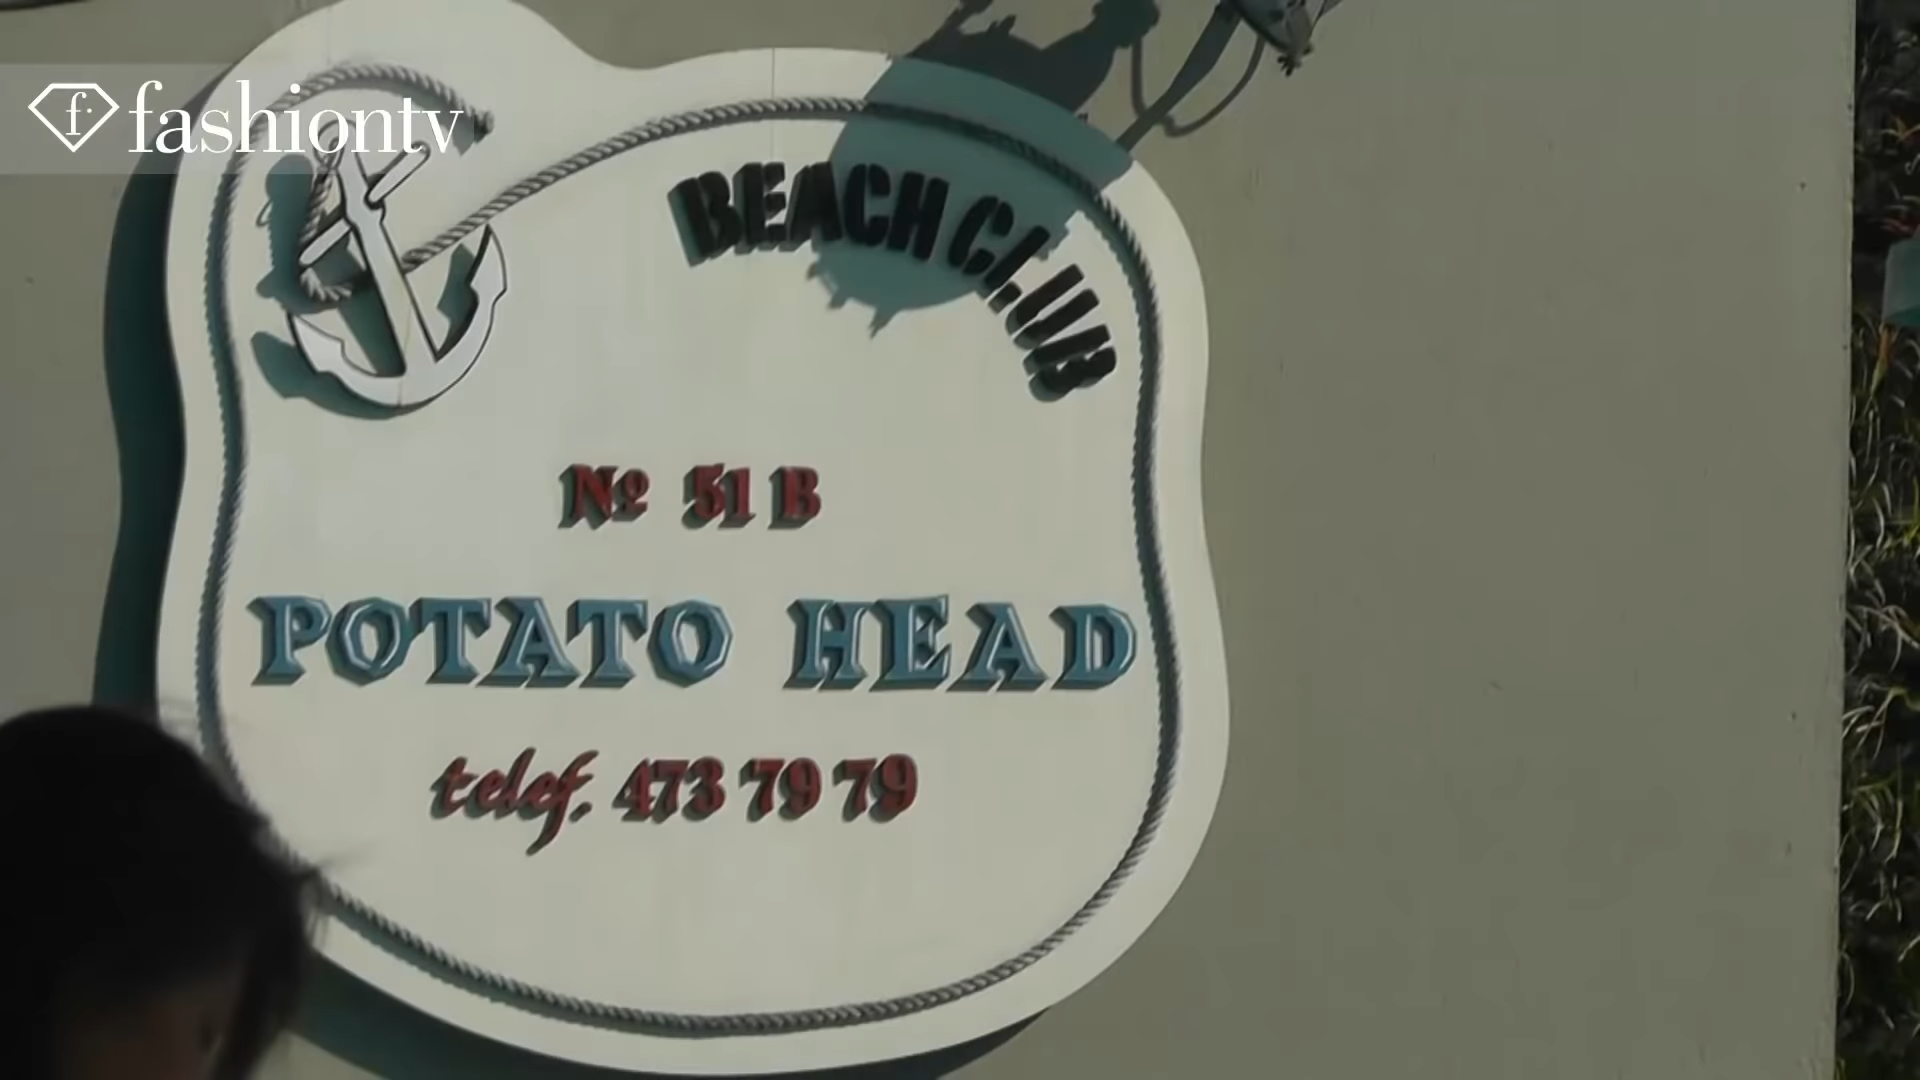 fashiontv
BEACH CLUB
Nº 51 B
POTATO HEAD
telef. 473 79 79